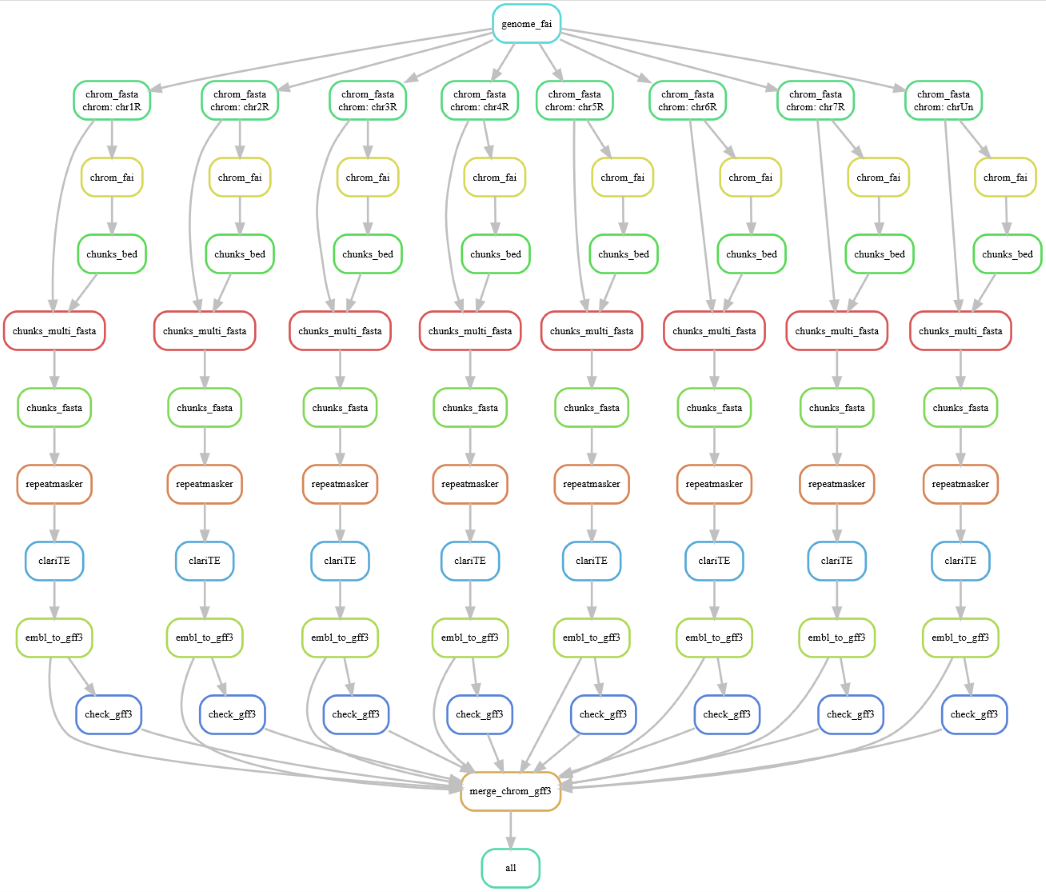 genome_fai
chrom_fasta
chrom: chr1R
chrom_fasta
chrom: chr2R
chrom_fasta
chrom: chr3R
chrom_fasta
chrom: chr4R
chrom_fasta
chrom: chr5R
chrom_fasta
chrom: chr6R
chrom_fasta
chrom: chr7R
chrom_fasta
chrom: chrUn
chrom_fai
chrom_fai
chrom_fai
chrom_fai
chrom_fai
chrom_fai
chrom_fai
chrom_fai
chunks_bed
chunks_bed
chunks_bed
chunks_bed
chunks_bed
chunks_bed
chunks_bed
chunks_bed
chunks_multi_fasta
chunks_multi_fasta
chunks_multi_fasta
chunks_multi_fasta
chunks_multi_fasta
chunks_multi_fasta
chunks_multi_fasta
chunks_multi_fasta
chunks_fasta
chunks_fasta
chunks_fasta
chunks_fasta
chunks_fasta
chunks_fasta
chunks_fasta
chunks_fasta
repeatmasker
repeatmasker
repeatmasker
repeatmasker
repeatmasker
repeatmasker
repeatmasker
repeatmasker
clariTE
clariTE
clariTE
clariTE
clariTE
clariTE
clariTE
clariTE
embl_to_gff3
embl_to_gff3
embl_to_gff3
embl_to_gff3
embl_to_gff3
embl_to_gff3
embl_to_gff3
embl_to_gff3
check_gff3
check_gff3
check_gff3
check_gff3
check_gff3
check_gff3
check_gff3
check_gff3
merge_chrom_gff3
all